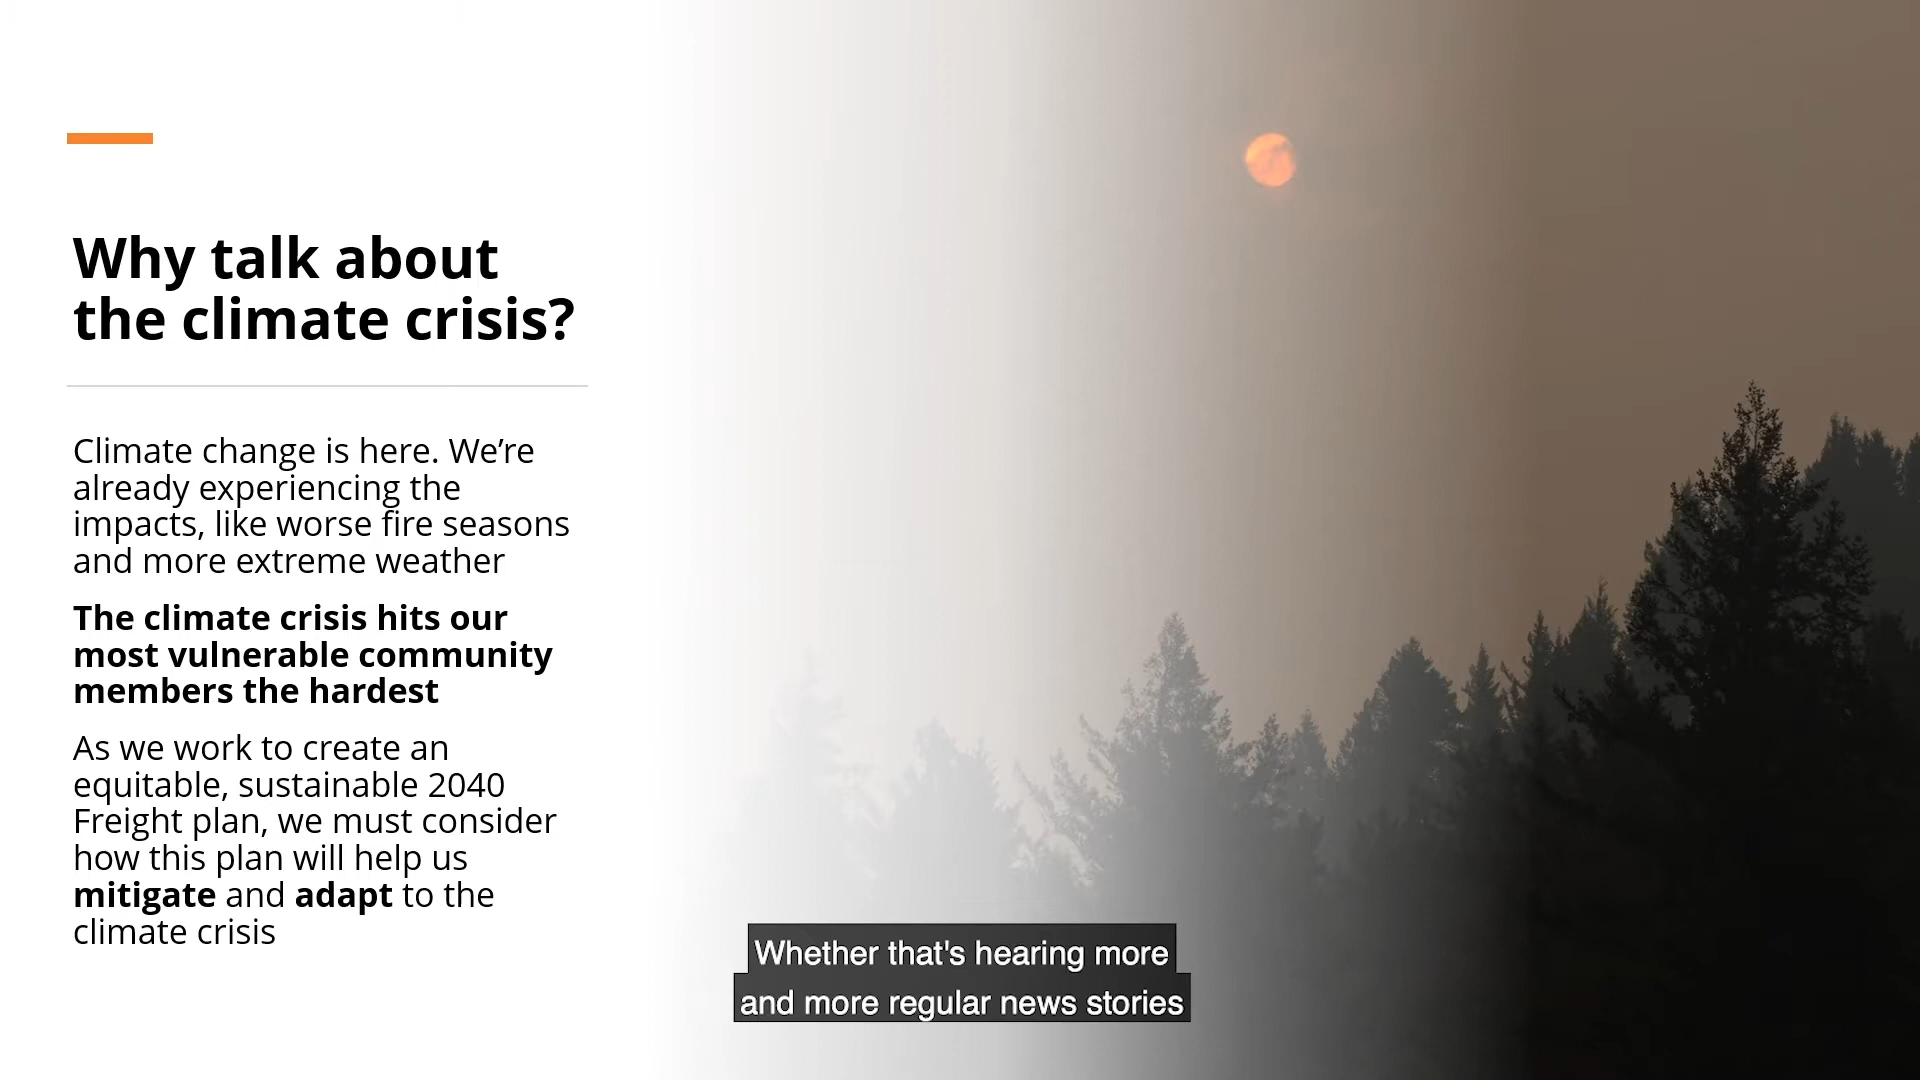 Why talk about
the climate crisis?
Climate change is here. We’re
already experiencing the
impacts, like worse fire seasons
and more extreme weather
The climate crisis hits our
most vulnerable community
members the hardest
As we work to create an
equitable, sustainable 2040
Freight plan, we must consider
how this plan will help us
mitigate and adapt to the
climate crisis
Whether that's hearing more
and more regular news stories